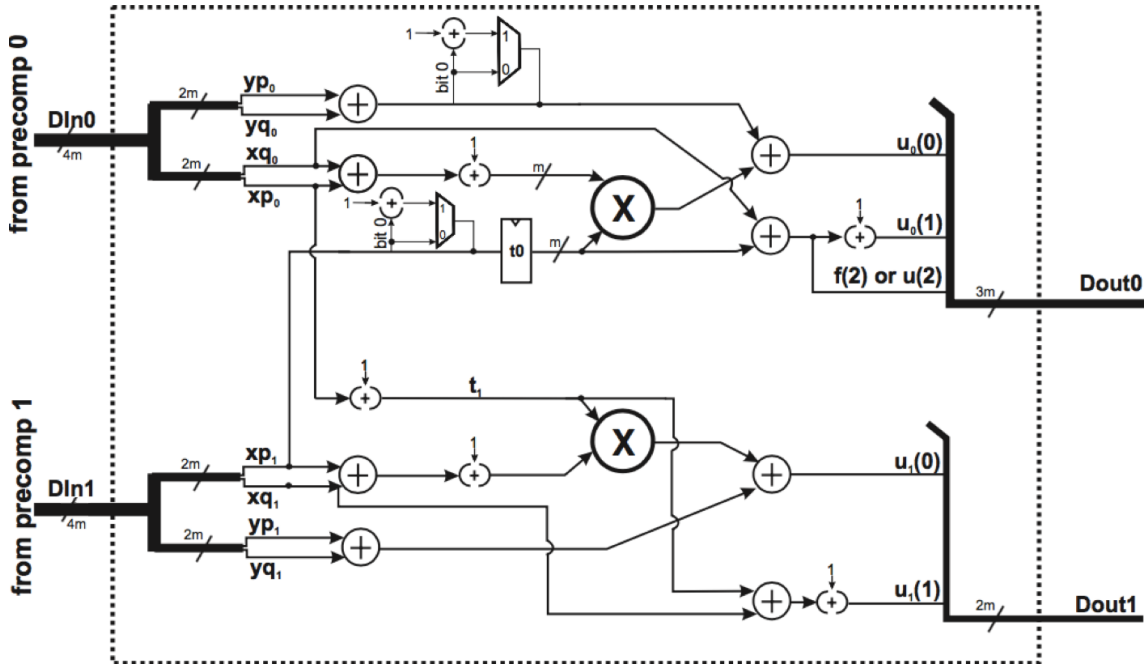 from precomp 0
DIn0
4m
2m
yp₀
yq₀
2m
xq₀
xp₀
1
+
1
0
bit 0
+
1
+
m
+
1
+
1
0
bit 0
t0
m
X
+
+
1
+
u₀(0)
u₀(1)
f(2) or u(2)
3m
Dout0
from precomp 1
DIn1
4m
1
+
t₁
X
2m
xp₁
xq₁
+
1
+
2m
yp₁
yq₁
+
+
u₁(0)
+
1
+
u₁(1)
2m
Dout1